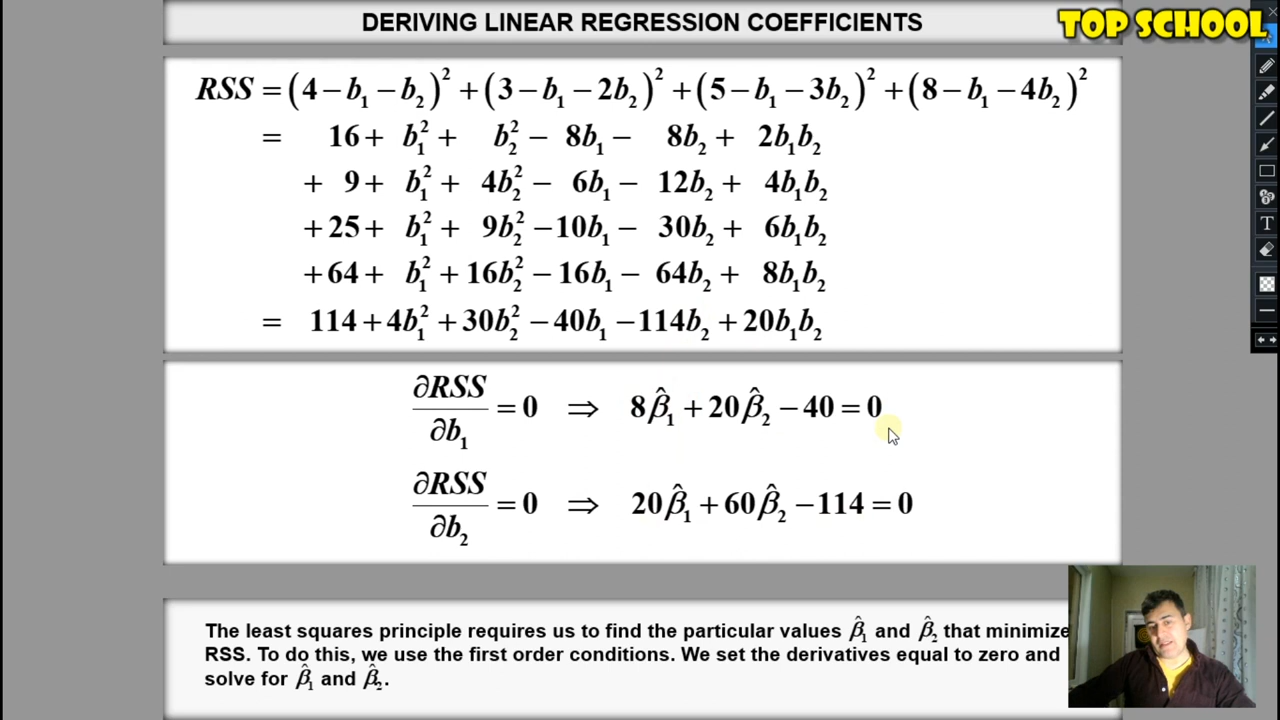 DERIVING LINEAR REGRESSION COEFFICIENTS
TOP SCHOOL
RSS = (4 − b₁ − b₂)² + (3 − b₁ − 2b₂)² + (5 − b₁ − 3b₂)² + (8 − b₁ − 4b₂)²
= 16 + b₁² + b₂² − 8b₁ − 8b₂ + 2b₁b₂
+ 9 + b₁² + 4b₂² − 6b₁ − 12b₂ + 4b₁b₂
+ 25 + b₁² + 9b₂² − 10b₁ − 30b₂ + 6b₁b₂
+ 64 + b₁² + 16b₂² − 16b₁ − 64b₂ + 8b₁b₂
= 114 + 4b₁² + 30b₂² − 40b₁ − 114b₂ + 20b₁b₂
∂RSS/∂b₁ = 0 ⇒ 8β̂₁ + 20β̂₂ − 40 = 0
∂RSS/∂b₂ = 0 ⇒ 20β̂₁ + 60β̂₂ − 114 = 0
The least squares principle requires us to find the particular values β̂₁ and β̂₂ that minimize
RSS. To do this, we use the first order conditions. We set the derivatives equal to zero and
solve for β̂₁ and β̂₂.
T